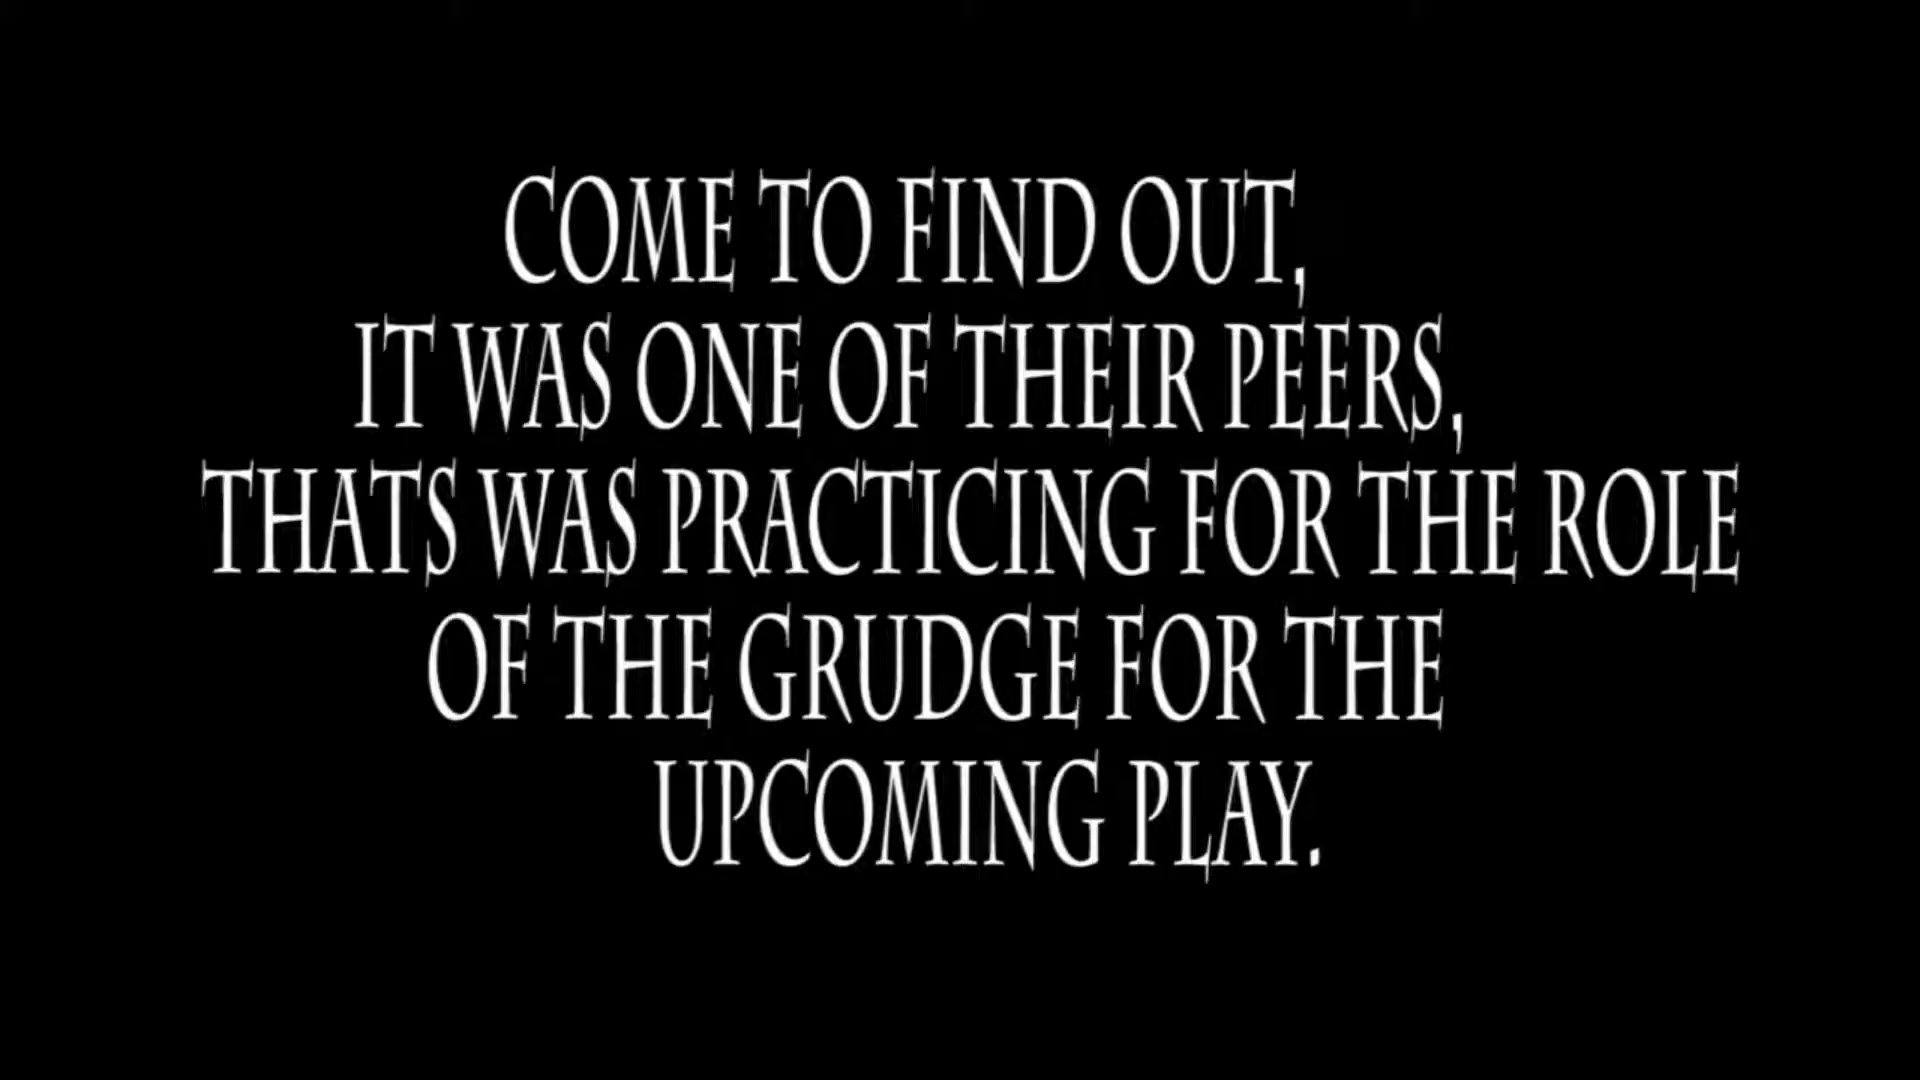 COME TO FIND OUT,
IT WAS ONE OF THEIR PEERS,
THATS WAS PRACTICING FOR THE ROLE
OF THE GRUDGE FOR THE
UPCOMING PLAY.